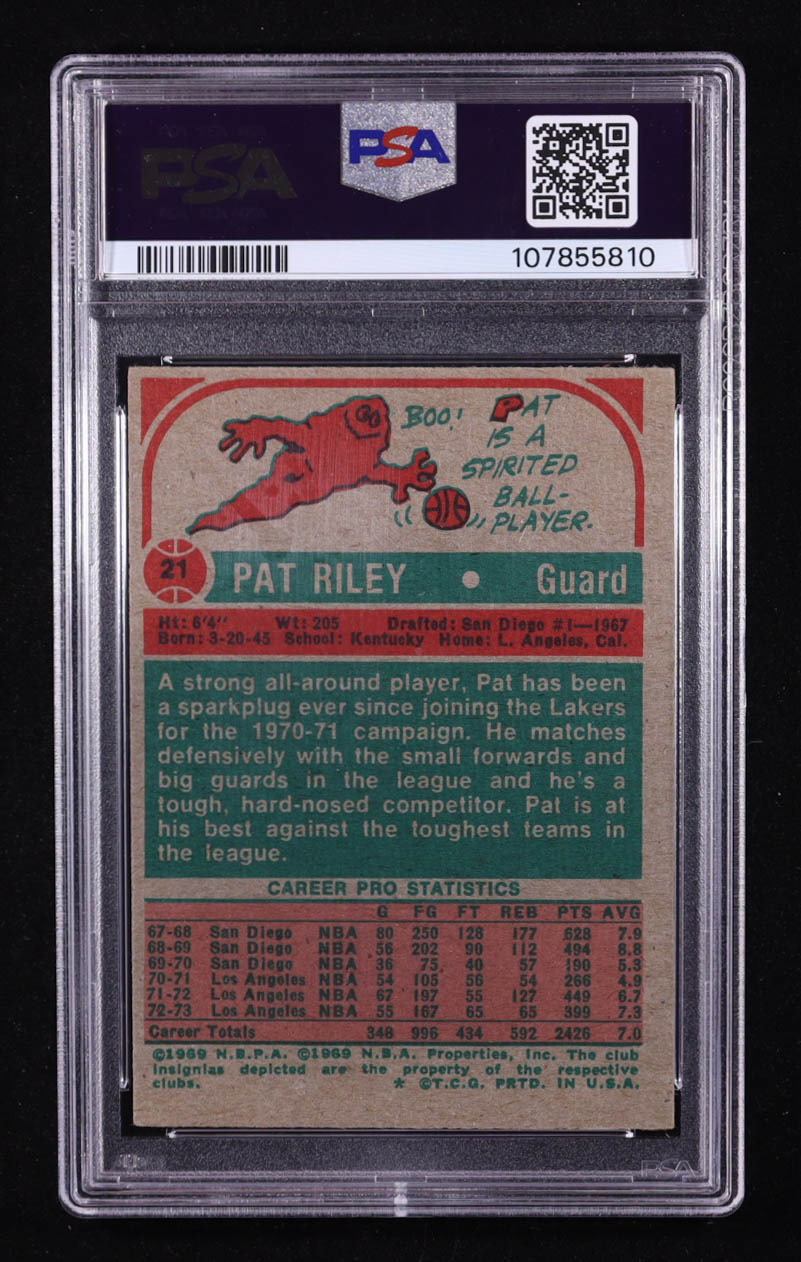 PSA
PSA
107855810
BOO! PAT
IS A
SPIRITED
BALL-
PLAYER.
21 PAT RILEY • Guard
Ht: 6'4" Wt: 205 Drafted: San Diego #1—1967
Born: 3-20-45 School: Kentucky Home: L. Angeles, Cal.
A strong all-around player, Pat has been
a sparkplug ever since joining the Lakers
for the 1970-71 campaign. He matches
defensively with the small forwards and
big guards in the league and he's a
tough, hard-nosed competitor. Pat is at
his best against the toughest teams in
the league.
CAREER PRO STATISTICS
G FG FT REB PTS AVG
67-68 San Diego NBA 80 250 128 177 628 7.9
68-69 San Diego NBA 56 202 90 112 494 8.8
69-70 San Diego NBA 36 75 40 57 190 5.3
70-71 Los Angeles NBA 54 105 56 54 266 4.9
71-72 Los Angeles NBA 67 197 55 127 449 6.7
72-73 Los Angeles NBA 55 167 65 65 399 7.3
Career Totals 348 996 434 592 2426 7.0
©1969 N.B.P.A. ©1969 N.B.A. Properties, Inc. The club
insignias depicted are the property of the respective
clubs. * ©T.C.G. PRTD. IN U.S.A.
PSA